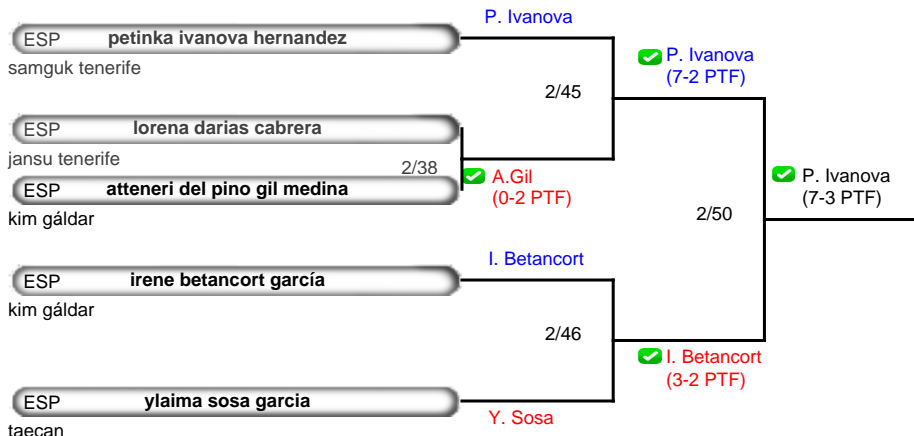 P. Ivanova
ESP petinka ivanova hernandez
samguk tenerife
P. Ivanova
(7-2 PTF)
2/45
ESP lorena darias cabrera
jansu tenerife
2/38
A.Gil
(0-2 PTF)
ESP atteneri del pino gil medina
kim gáldar
P. Ivanova
(7-3 PTF)
2/50
I. Betancort
ESP irene betancort garcía
kim gáldar
2/46
I. Betancort
(3-2 PTF)
ESP ylaima sosa garcia
taecan
Y. Sosa